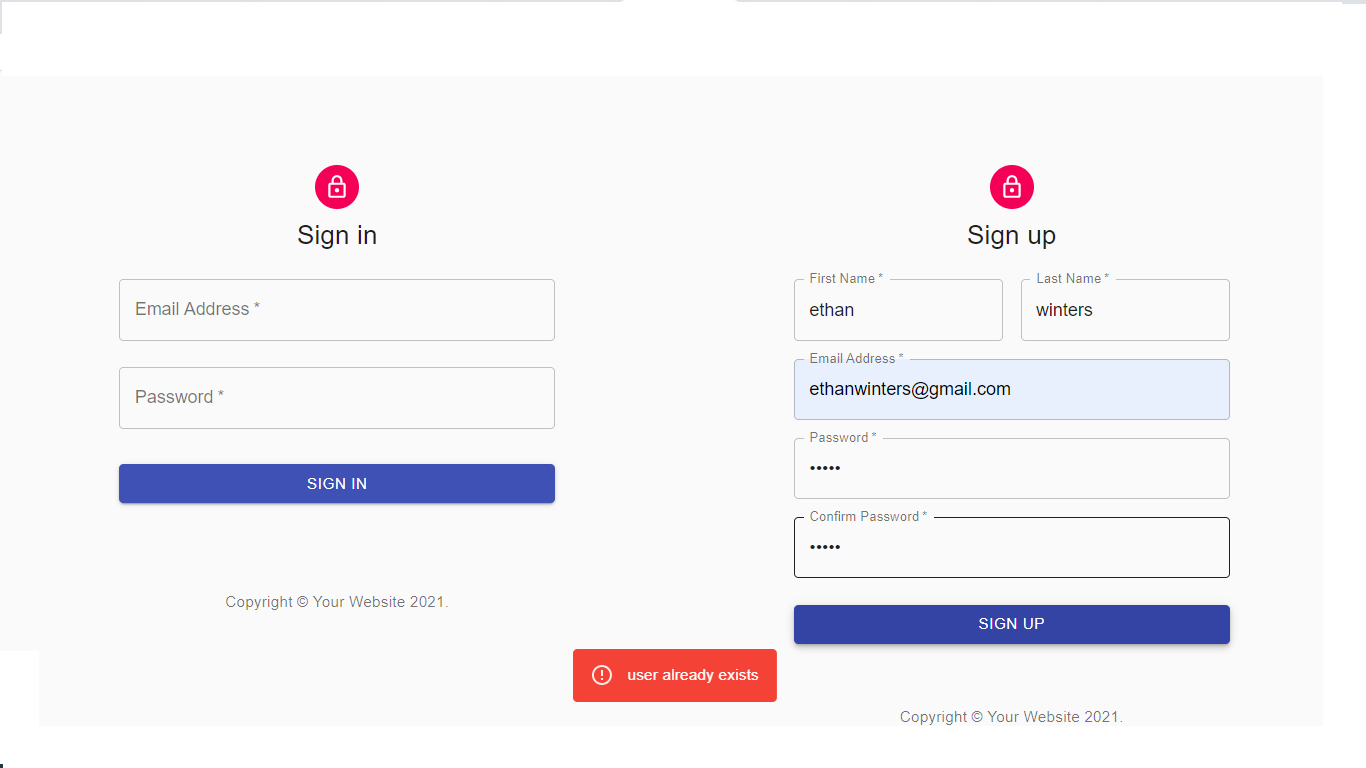 Sign in
Email Address *
Password *
SIGN IN
Copyright © Your Website 2021.
Sign up
First Name *
Last Name *
ethan
winters
Email Address *
ethanwinters@gmail.com
Password *
•••••
Confirm Password *
•••••
SIGN UP
user already exists
Copyright © Your Website 2021.